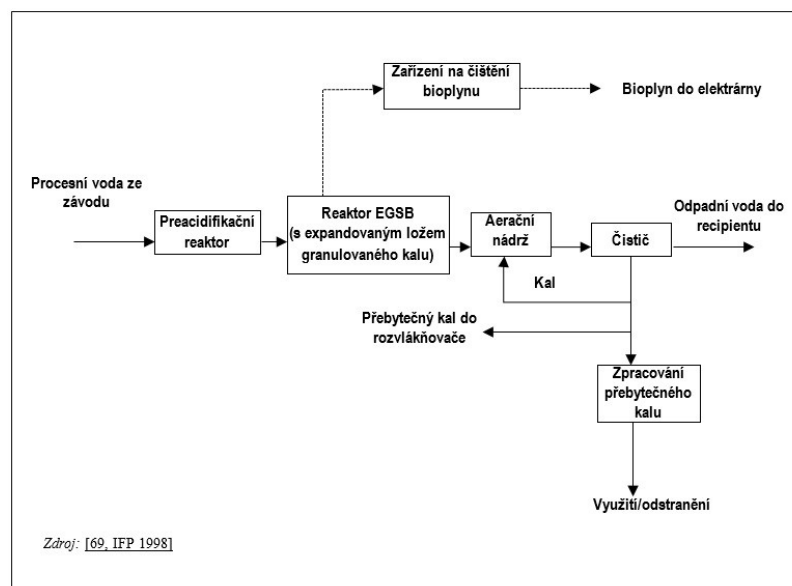 Zařízení na čištění
bioplynu
Bioplyn do elektrárny
Procesní voda ze
závodu
Preacidifikační
reaktor
Reaktor EGSB
(s expandovaným ložem
granulovaného kalu)
Aerační
nádrž
Čistič
Odpadní voda do
recipientu
Kal
Přebytečný kal do
rozvlákňovače
Zpracování
přebytečného
kalu
Využití/odstranění
Zdroj: [69, IFP 1998]